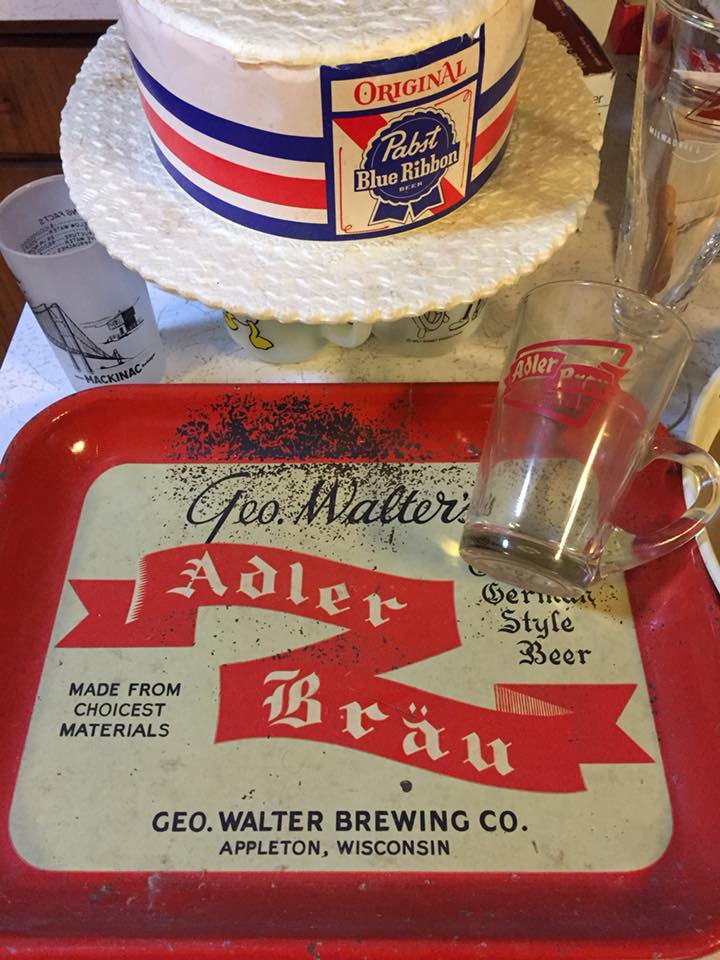 ORIGINAL
Pabst
Blue Ribbon
BEER
MILWAUKEE
MACKINAC
Adler
Geo. Walter's
Adler
Bräu
German
Style
Beer
MADE FROM
CHOICEST
MATERIALS
GEO. WALTER BREWING CO.
APPLETON, WISCONSIN